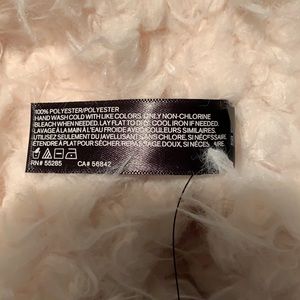 100% POLYESTER/POLYESTER
HAND WASH COLD WITH LIKE COLORS. ONLY NON-CHLORINE
BLEACH WHEN NEEDED. LAY FLAT TO DRY. COOL IRON IF NEEDED.
LAVAGE À LA MAIN À L'EAU FROIDE AVEC COULEURS SIMILAIRES.
UTILISEZ SEULEMENT DU JAVELLISANT SANS CHLORE, SI NÉCESSAIRE.
ÉTENDRE À PLAT POUR SÉCHER. REPASSAGE DOUX, SI NÉCESSAIRE.
RN# 55285 CA# 56842